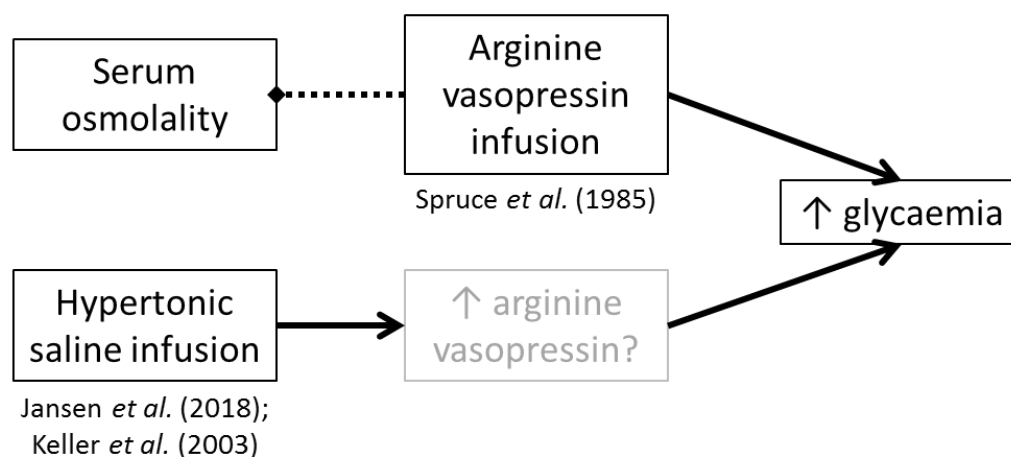 Serum
osmolality
Arginine
vasopressin
infusion
Spruce et al. (1985)
↑ glycaemia
Hypertonic
saline infusion
↑ arginine
vasopressin?
Jansen et al. (2018);
Keller et al. (2003)